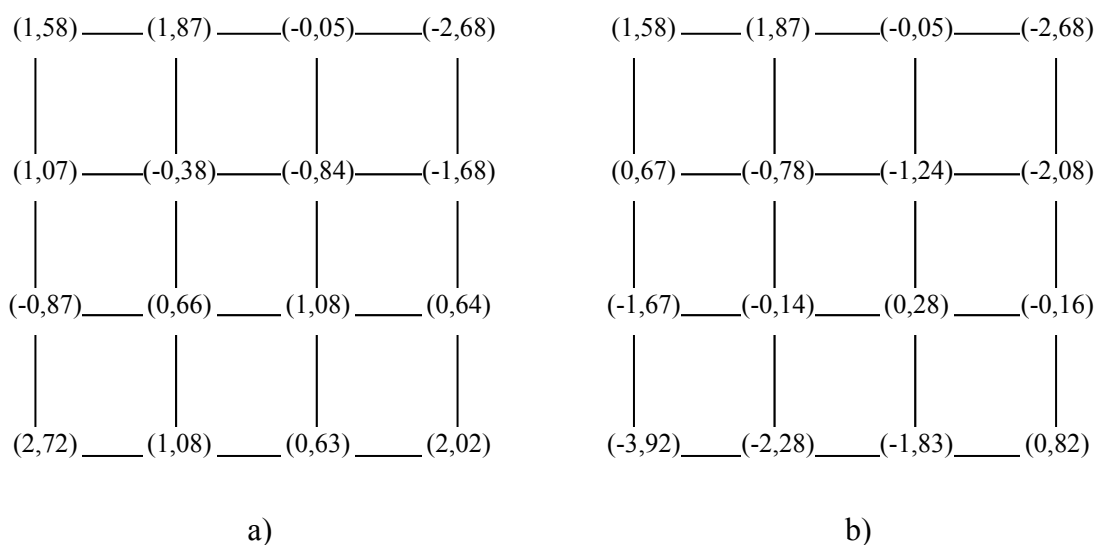 (1,58) (1,87) (-0,05) (-2,68) (1,58) (1,87) (-0,05) (-2,68)
(1,07) (-0,38) (-0,84) (-1,68) (0,67) (-0,78) (-1,24) (-2,08)
(-0,87) (0,66) (1,08) (0,64) (-1,67) (-0,14) (0,28) (-0,16)
(2,72) (1,08) (0,63) (2,02) (-3,92) (-2,28) (-1,83) (0,82)
a) b)